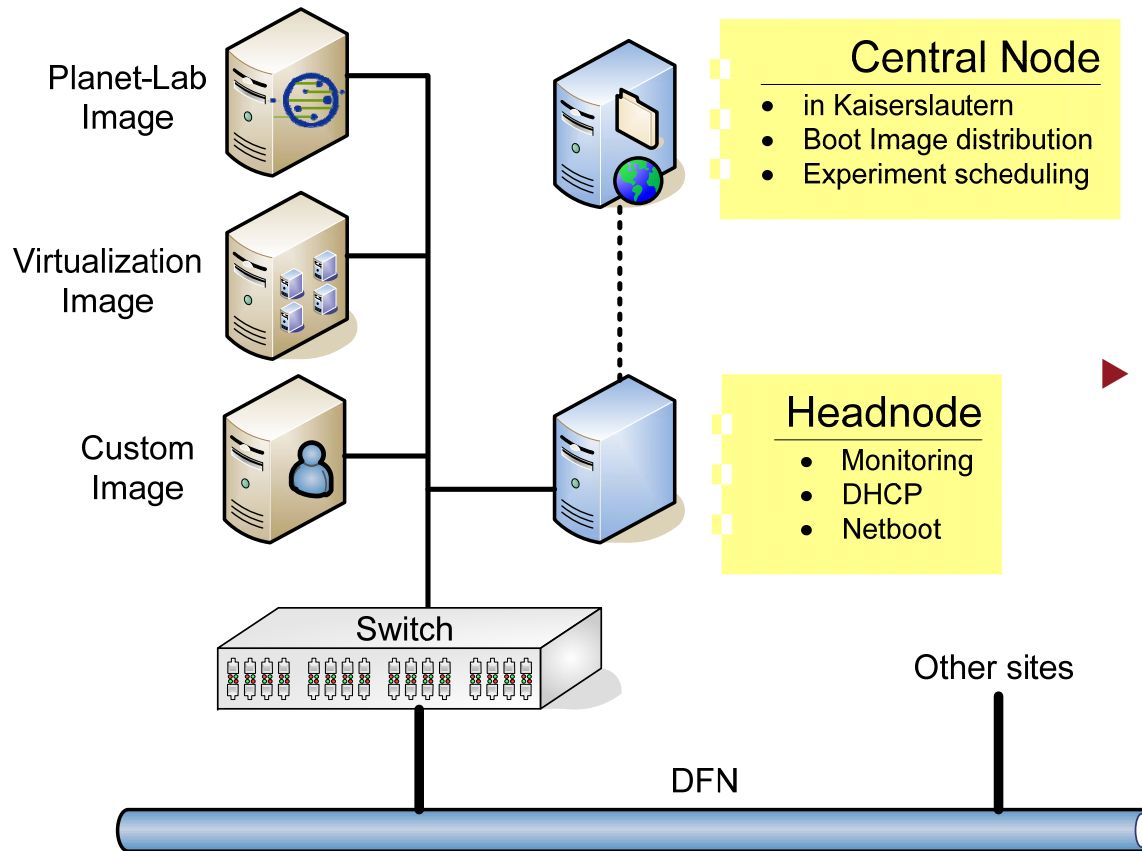 Planet-Lab
Image
Central Node
• in Kaiserslautern
• Boot Image distribution
• Experiment scheduling
Virtualization
Image
Custom
Image
Headnode
• Monitoring
• DHCP
• Netboot
Switch
Other sites
DFN